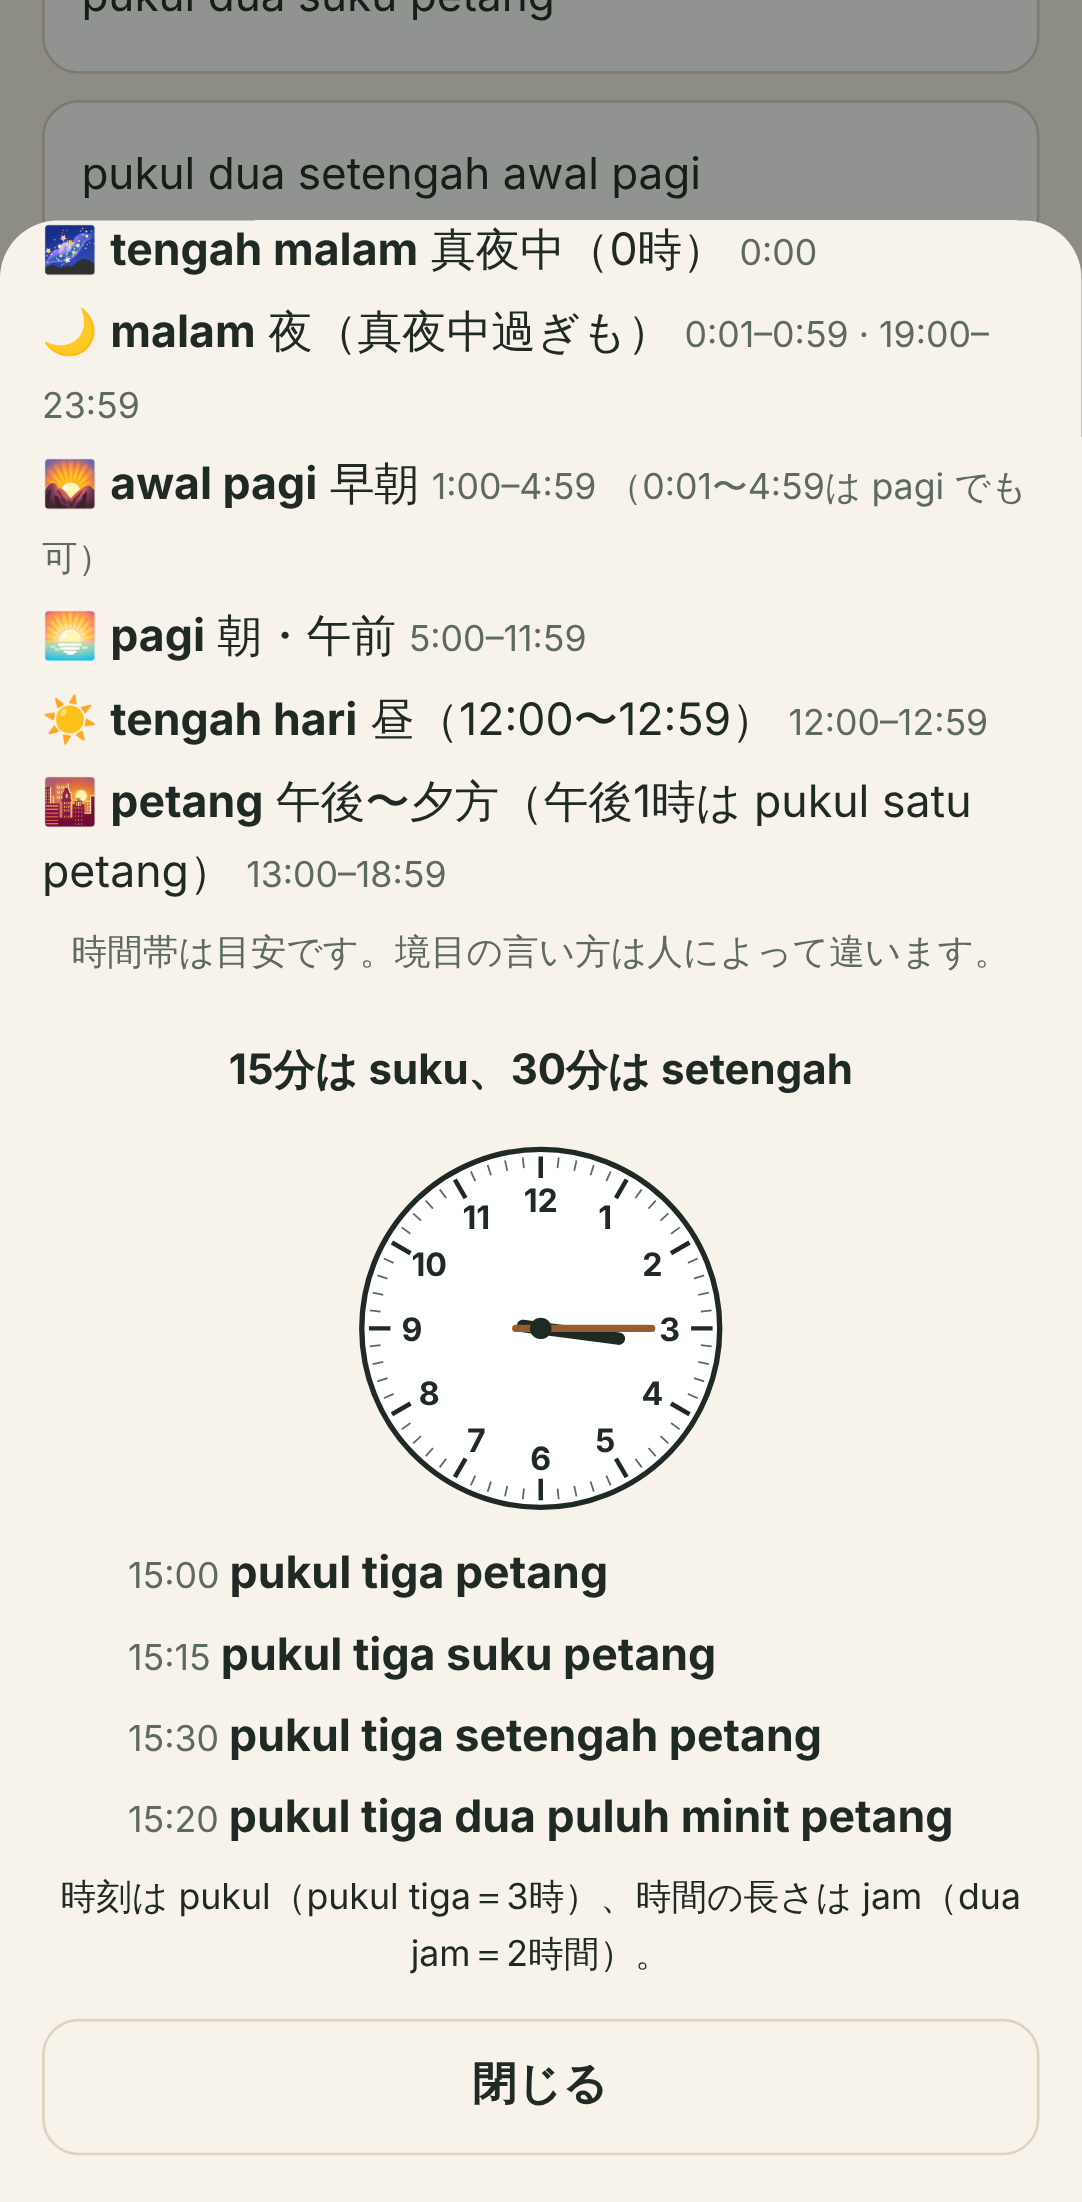 pukul dua suku petang
pukul dua setengah awal pagi
tengah malam 真夜中（0時） 0:00
malam 夜（真夜中過ぎも） 0:01–0:59 · 19:00–
23:59
awal pagi 早朝 1:00–4:59 （0:01〜4:59は pagi でも
可）
pagi 朝・午前 5:00–11:59
tengah hari 昼（12:00〜12:59） 12:00–12:59
petang 午後〜夕方（午後1時は pukul satu
petang） 13:00–18:59
時間帯は目安です。境目の言い方は人によって違います。
15分は suku、30分は setengah
12
11
1
10
2
9
3
8
4
7
5
6
15:00 pukul tiga petang
15:15 pukul tiga suku petang
15:30 pukul tiga setengah petang
15:20 pukul tiga dua puluh minit petang
時刻は pukul（pukul tiga＝3時）、時間の長さは jam（dua
jam＝2時間）。
閉じる